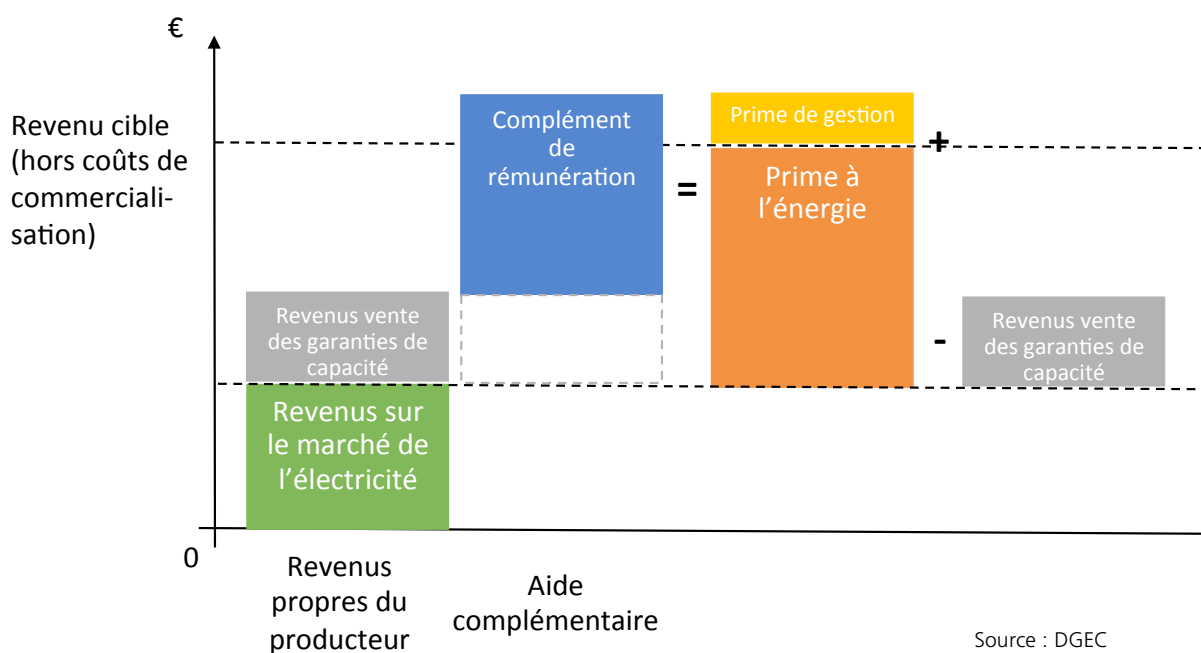 €
Revenu cible
(hors coûts de
commerciali-
sation)
Complément
de
rémunération
=
Prime de gestion
+
Prime à
l'énergie
Revenus vente
des garanties de
capacité
-
Revenus vente
des garanties de
capacité
Revenus sur
le marché de
l'électricité
0
Revenus
propres du
producteur
Aide
complémentaire
Source : DGEC